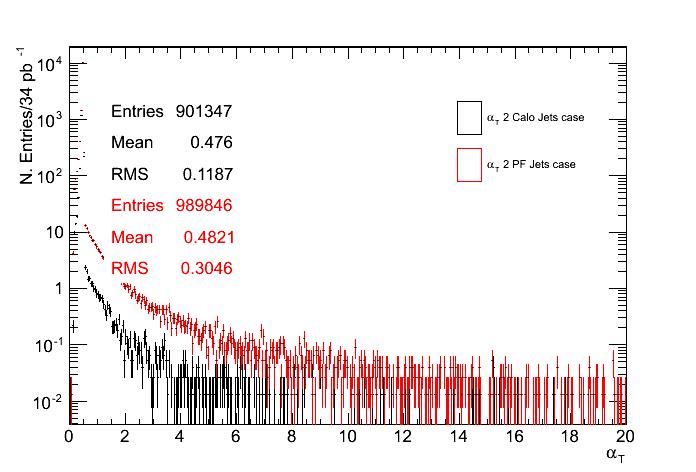 N. Entries/34 pb⁻¹
10⁴
10³
10²
10
1
10⁻¹
10⁻²
Entries 901347
Mean 0.476
RMS 0.1187
Entries 989846
Mean 0.4821
RMS 0.3046
α_T 2 Calo Jets case
α_T 2 PF Jets case
0 2 4 6 8 10 12 14 16 18 20
α_T